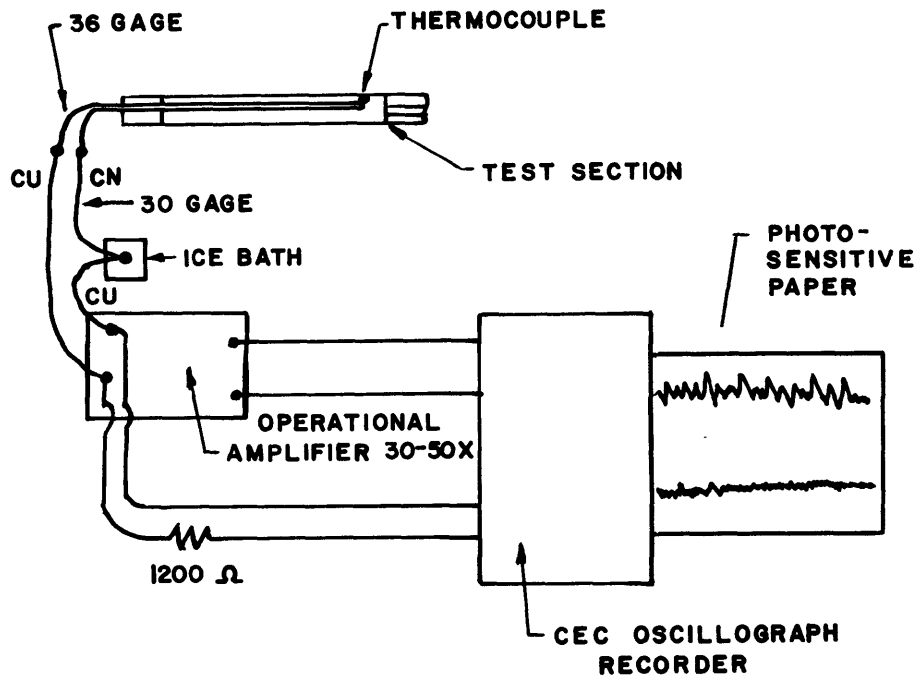 36 GAGE
THERMOCOUPLE
TEST SECTION
CU
CN
30 GAGE
ICE BATH
CU
PHOTO-
SENSITIVE
PAPER
OPERATIONAL
AMPLIFIER 30-50X
1200 Ω
CEC OSCILLOGRAPH
RECORDER